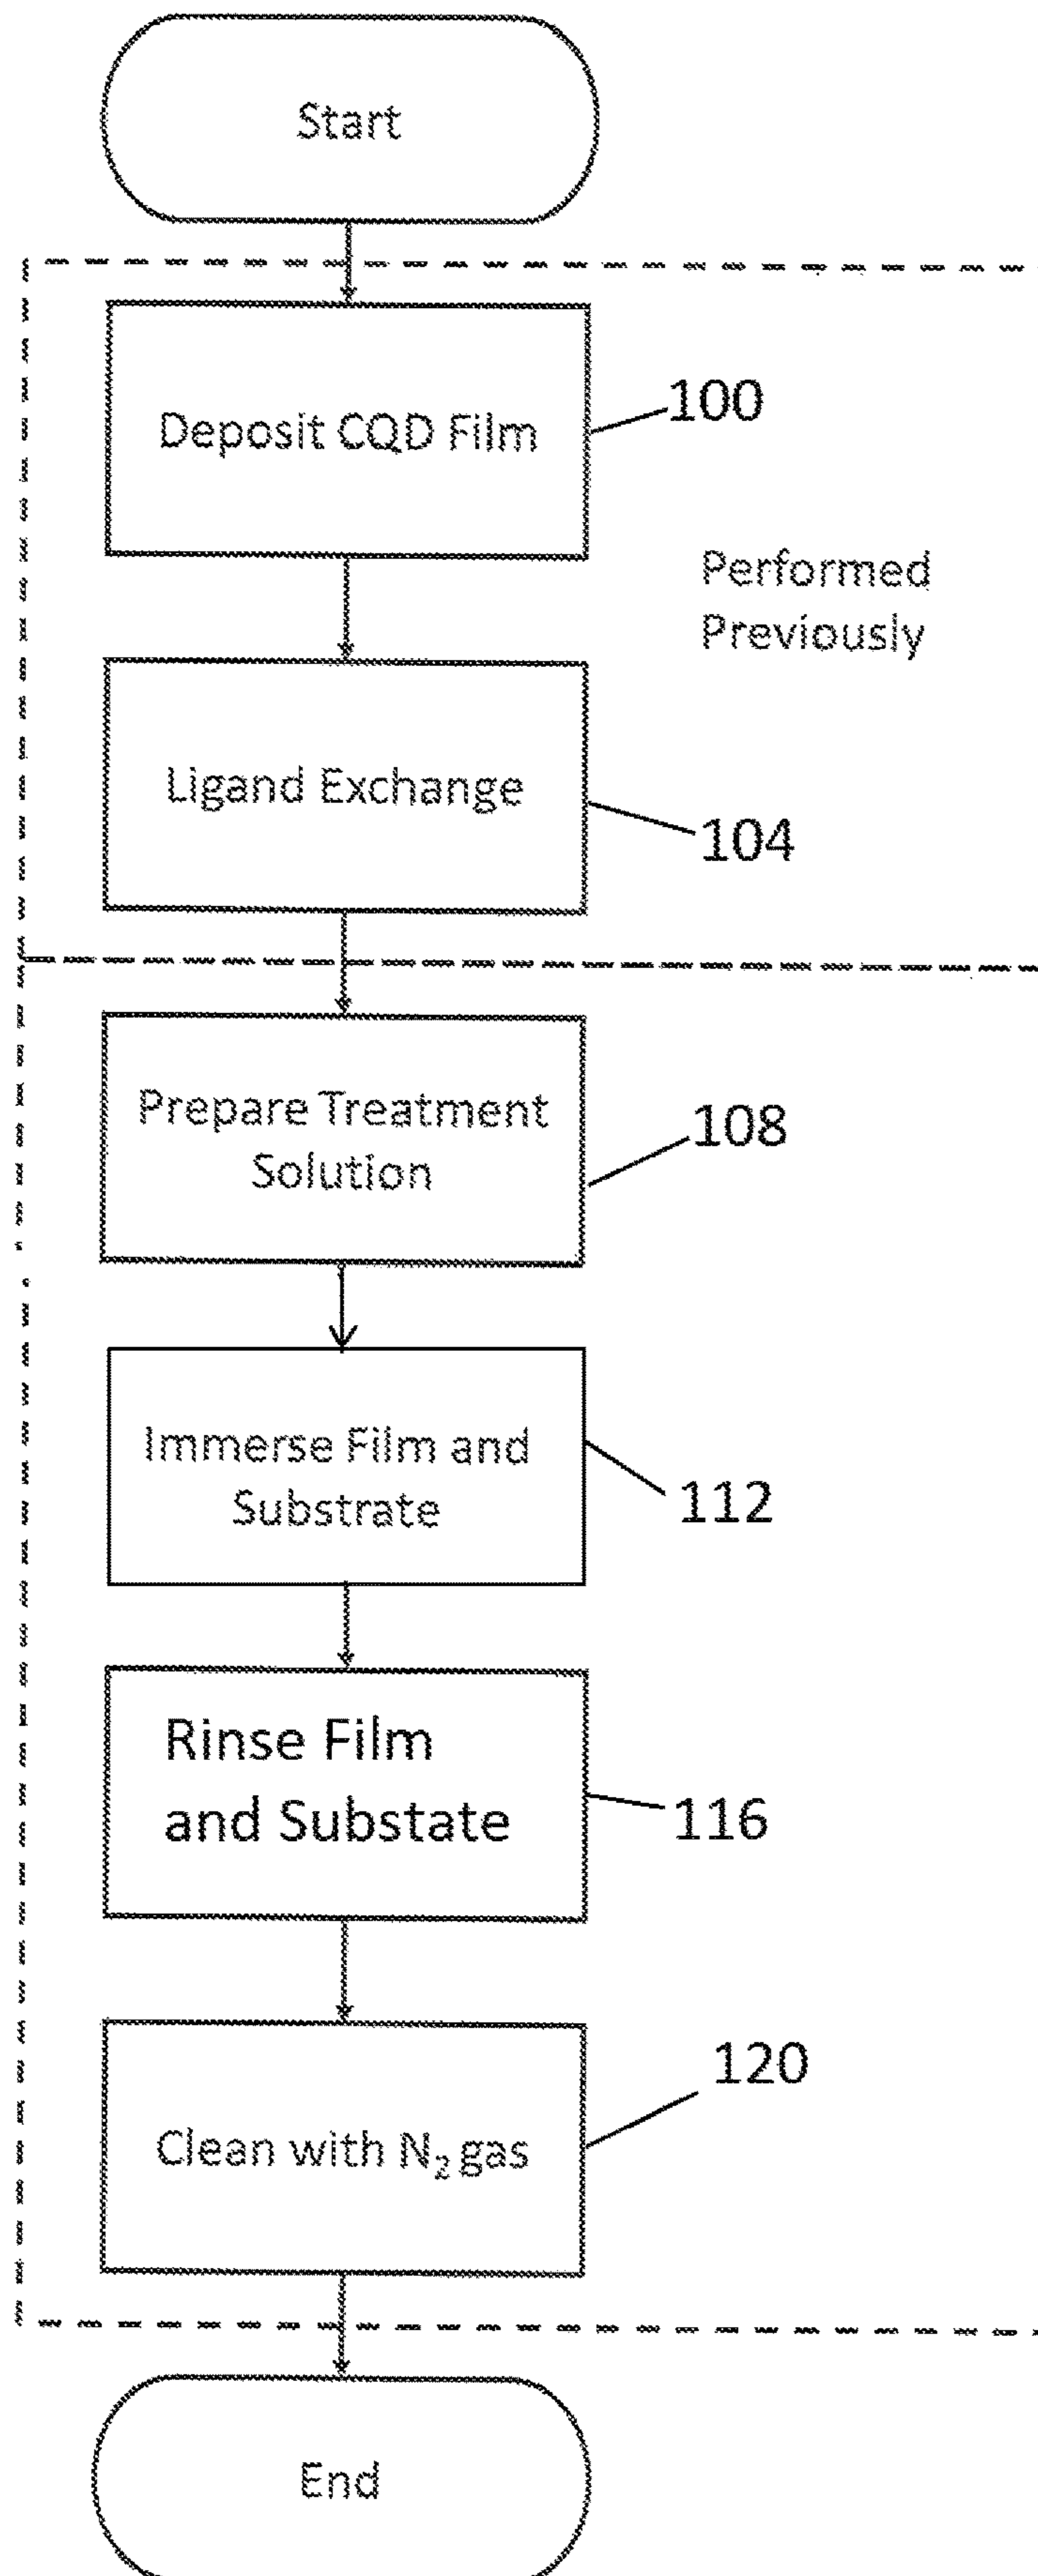 Start
Deposit CQD Film
100
Performed
Previously
Ligand Exchange
104
Prepare Treatment
Solution
108
Immerse Film and
Substrate
112
Rinse Film
and Substate
116
Clean with N₂ gas
120
End